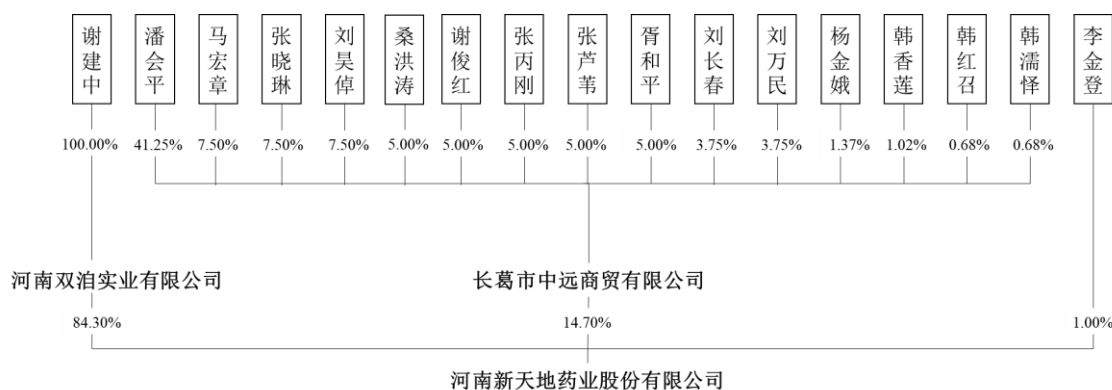 谢建中
潘会平
马宏章
张晓琳
刘昊倬
桑洪涛
谢俊红
张丙刚
张芦苇
胥和平
刘长春
刘万民
杨金娥
韩香莲
韩红召
韩濡怿
李金登
100.00% 41.25% 7.50% 7.50% 7.50% 5.00% 5.00% 5.00% 5.00% 5.00% 3.75% 3.75% 1.37% 1.02% 0.68% 0.68%
河南双洎实业有限公司 长葛市中远商贸有限公司
84.30% 14.70% 1.00%
河南新天地药业股份有限公司